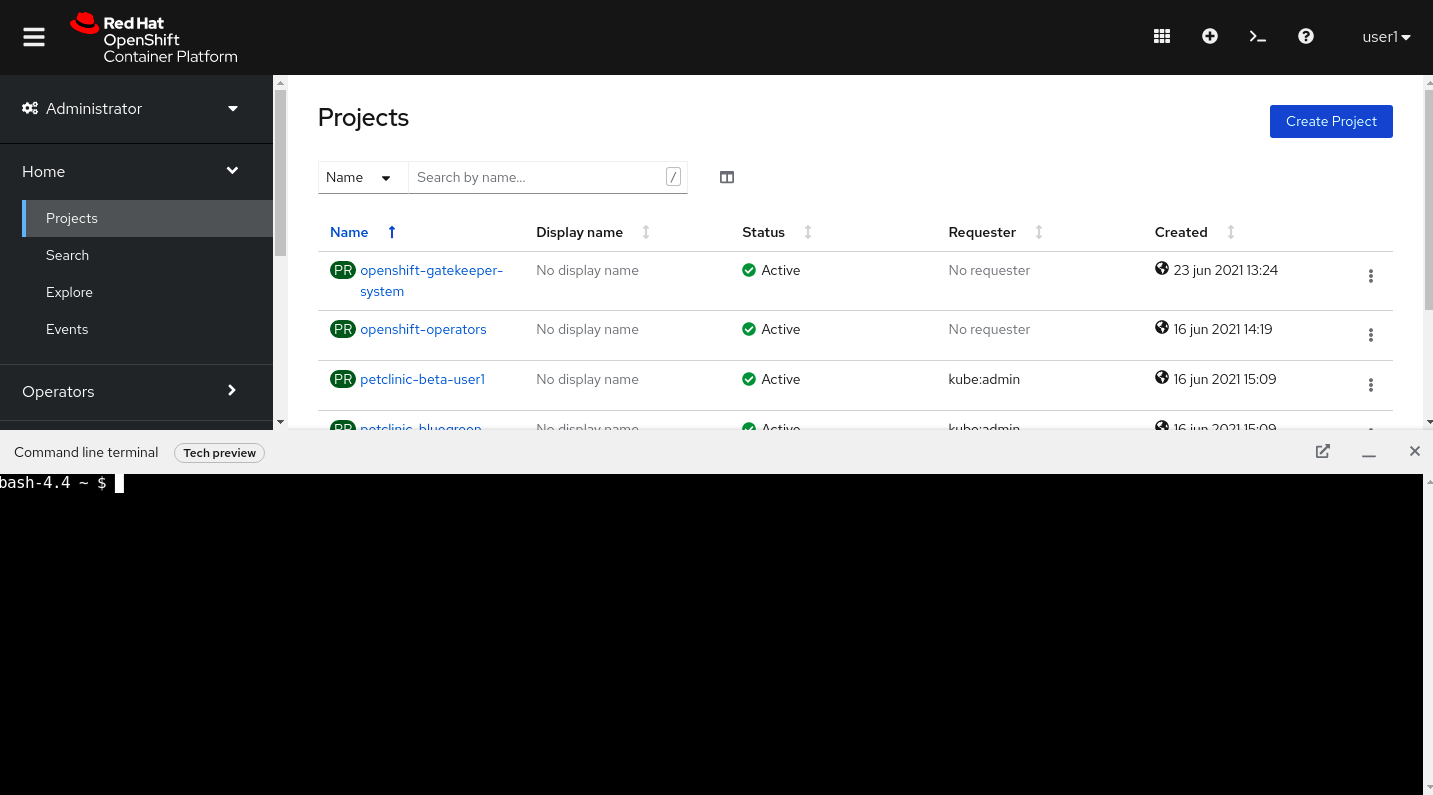 Red Hat
OpenShift
Container Platform
user1
Administrator
Home
Projects
Search
Explore
Events
Operators
Projects
Create Project
Name
Search by name...
/
Name Display name Status Requester Created
PR openshift-gatekeeper-
system
No display name Active No requester 23 jun 2021 13:24
PR openshift-operators No display name Active No requester 16 jun 2021 14:19
PR petclinic-beta-user1 No display name Active kube:admin 16 jun 2021 15:09
PR petclinic-bluegreen Active kube:admin 16 jun 2021 15:09
Command line terminal Tech preview
bash-4.4 ~ $